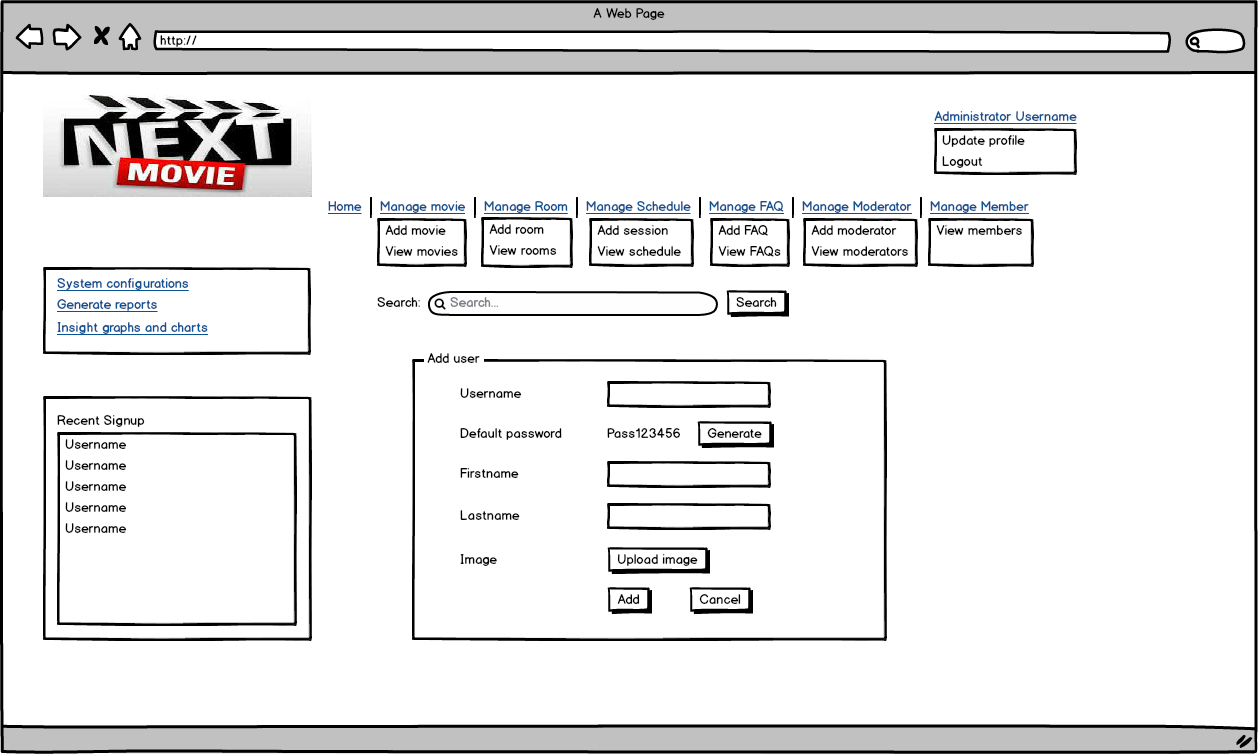 A Web Page
http://
NEXT
MOVIE
Administrator Username
Update profile
Logout
Home Manage movie Manage Room Manage Schedule Manage FAQ Manage Moderator Manage Member
Add movie Add room Add session Add FAQ Add moderator View members
View movies View rooms View schedule View FAQs View moderators
System configurations
Generate reports
Insight graphs and charts
Search: Search... Search
Add user
Username
Default password Pass123456 Generate
Firstname
Lastname
Image Upload image
Add Cancel
Recent Signup
Username
Username
Username
Username
Username